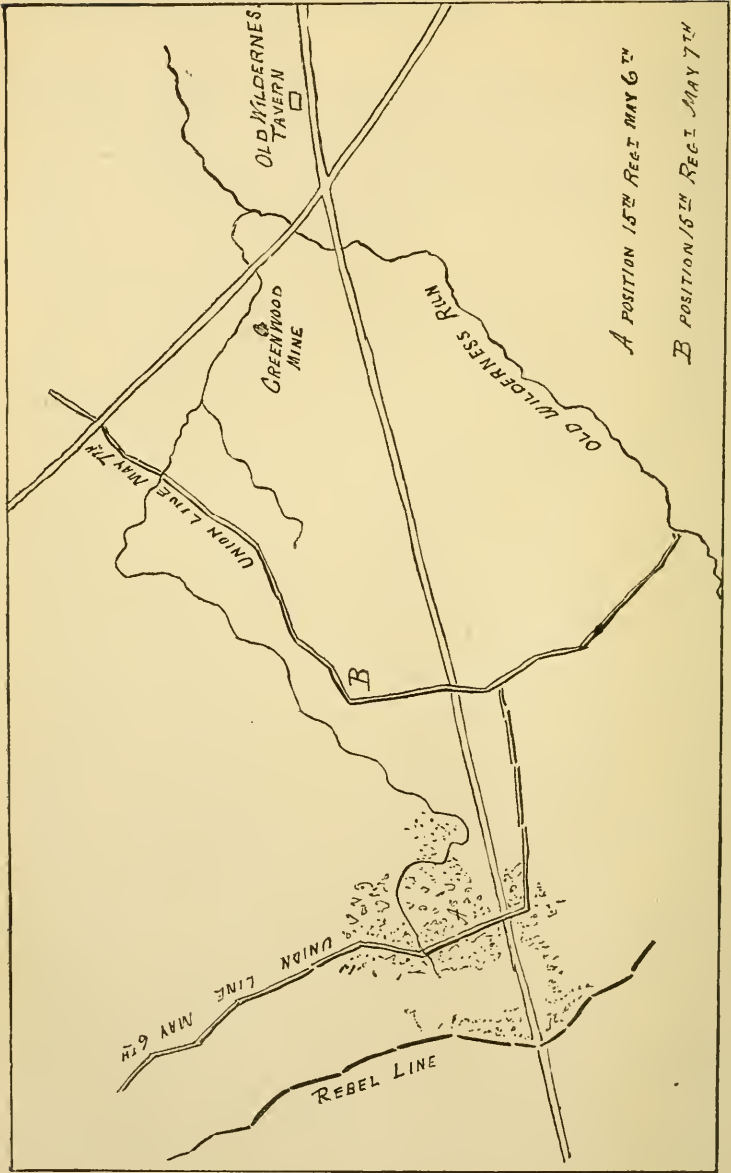 OLD WILDERNESS
TAVERN
GREENWOOD
MINE
OLD WILDERNESS RUN
UNION LINE MAY 7TH
B
A
UNION LINE MAY 6TH
REBEL LINE
A POSITION 15TH REGT MAY 6TH
B POSITION 15TH REGT MAY 7TH